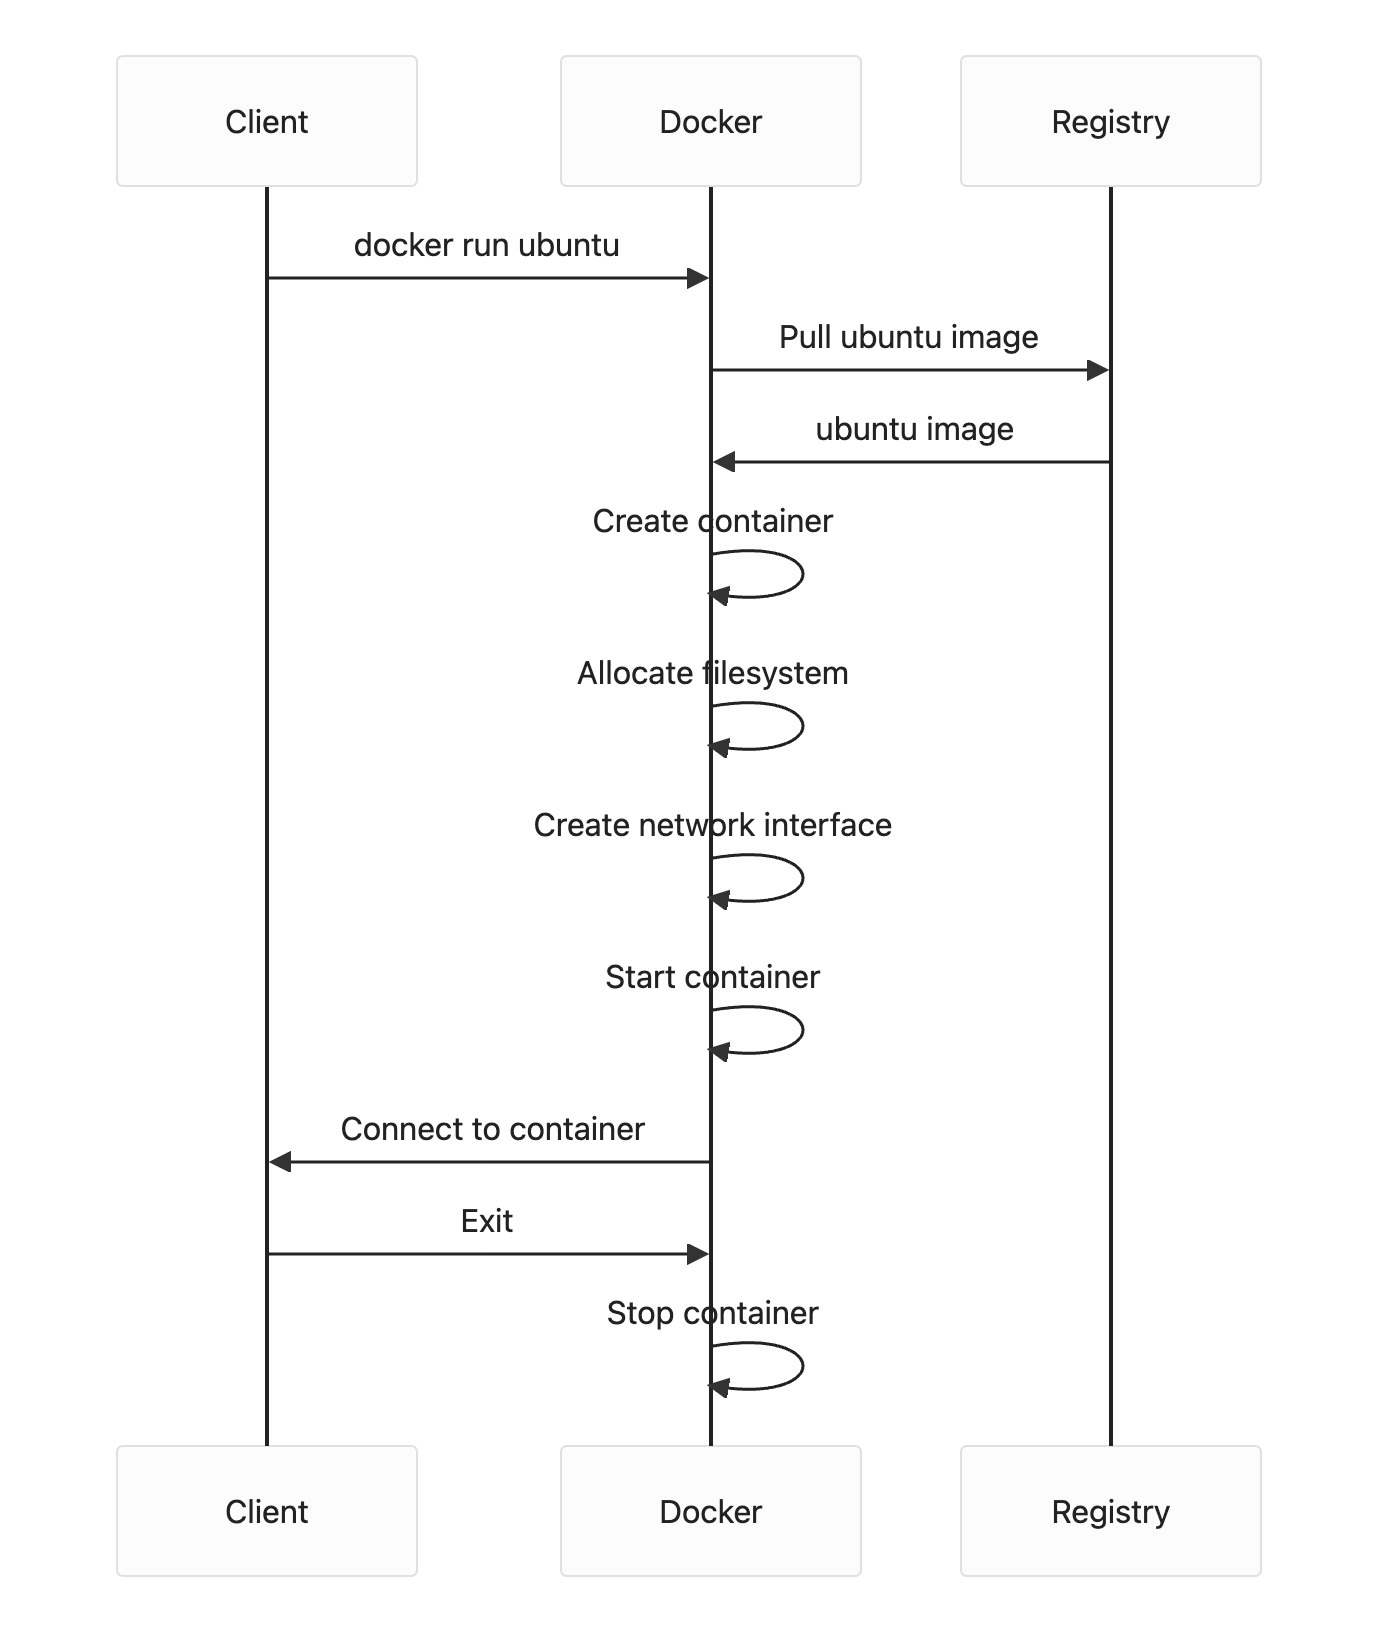 Client
Docker
Registry
docker run ubuntu
Pull ubuntu image
ubuntu image
Create container
Allocate filesystem
Create network interface
Start container
Connect to container
Exit
Stop container
Client
Docker
Registry